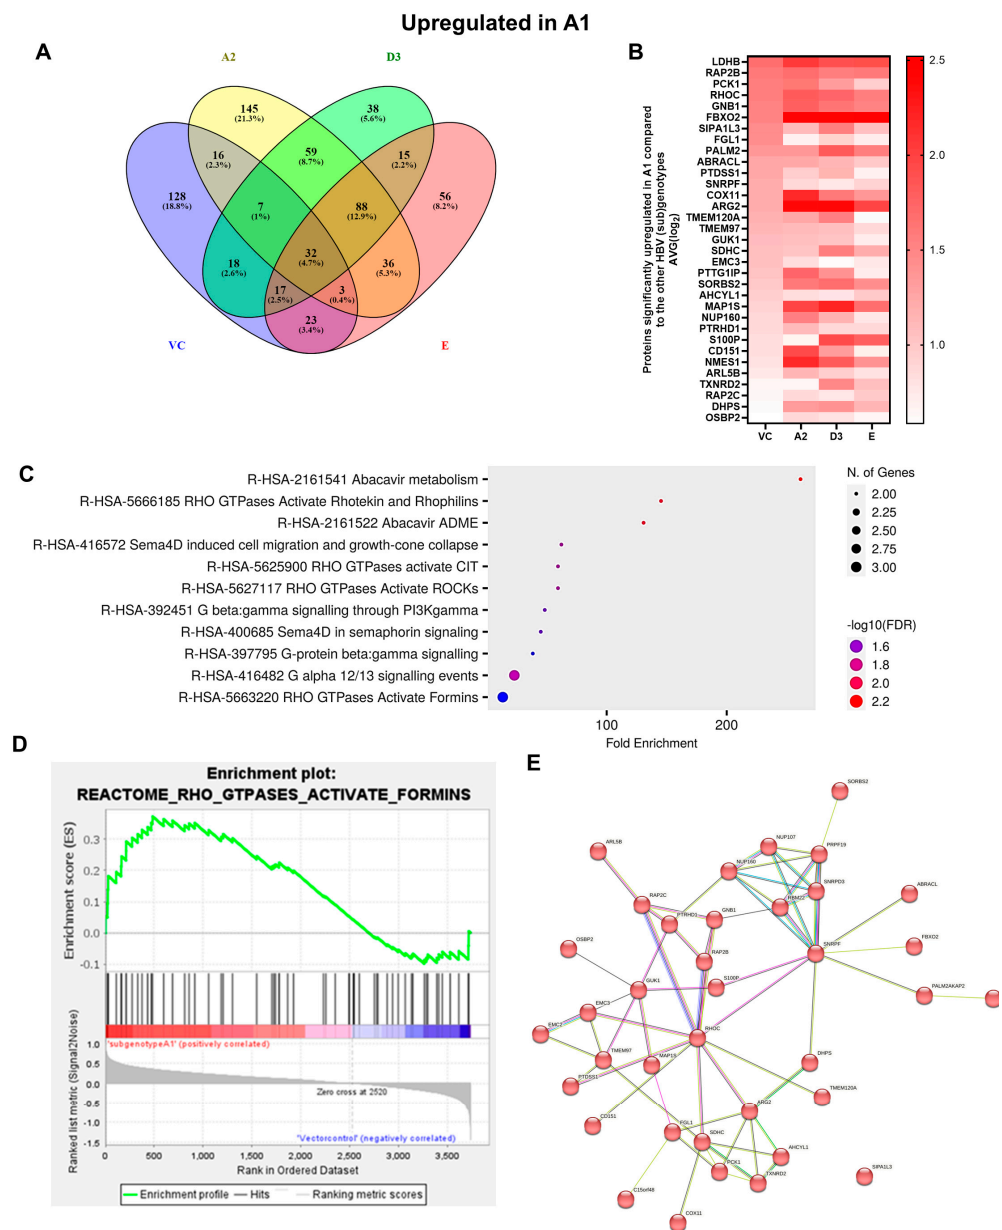 Upregulated in A1
A
A2
D3
145
(21.3%)
38
(5.6%)
16
(2.3%)
59
(8.7%)
15
(2.2%)
128
(18.8%)
7
(1%)
88
(12.9%)
56
(8.2%)
32
(4.7%)
18
(2.6%)
36
(5.3%)
17
(2.5%)
3
(0.4%)
23
(3.4%)
VC
E
B
Proteins significantly upregulated in A1 compared
to the other HBV (sub)genotypes
AVG(log2)
LDHB
RAP2B
PCK1
RHOC
GNB1
FBXO2
SIPA1L3
FGL1
PALM2
ABRACL
PTDSS1
SNRPF
COX11
ARG2
TMEM120A
TMEM97
GUK1
SDHC
EMC3
PTTG1IP
SORBS2
AHCYL1
MAP1S
NUP160
PTRHD1
S100P
CD151
NMES1
ARL5B
TXNRD2
RAP2C
DHPS
OSBP2
VC A2 D3 E
2.5
2.0
1.5
1.0
C
R-HSA-2161541 Abacavir metabolism
R-HSA-5666185 RHO GTPases Activate Rhotekin and Rhophilins
R-HSA-2161522 Abacavir ADME
R-HSA-416572 Sema4D induced cell migration and growth-cone collapse
R-HSA-5625900 RHO GTPases activate CIT
R-HSA-5627117 RHO GTPases Activate ROCKs
R-HSA-392451 G beta:gamma signalling through PI3Kgamma
R-HSA-400685 Sema4D in semaphorin signaling
R-HSA-397795 G-protein beta:gamma signalling
R-HSA-416482 G alpha 12/13 signalling events
R-HSA-5663220 RHO GTPases Activate Formins
100 200
Fold Enrichment
N. of Genes
2.00
2.25
2.50
2.75
3.00
-log10(FDR)
1.6
1.8
2.0
2.2
D
Enrichment plot:
REACTOME_RHO_GTPASES_ACTIVATE_FORMINS
Enrichment score (ES)
0.3
0.2
0.1
0.0
-0.1
Ranked list metric (Signal2Noise)
1.0
0.5
0.0
-0.5
-1.0
-1.5
'subgenotypeA1' (positively correlated)
Zero cross at 2520
'Vectorcontrol' (negatively correlated)
0 500 1,000 1,500 2,000 2,500 3,000 3,500
Rank in Ordered Dataset
Enrichment profile Hits Ranking metric scores
E
SORBS2
ARL5B
NUP107
PRPF19
NUP160
SNRPD3
ABRACL
RAP2C
RBM22
GNB1
PTRHD1
FBXO2
OSBP2
SNRPF
RAP2B
GUK1
S100P
PALM2AKAP2
EMC3
EMC2
RHOC
TMEM97
MAP1S
DHPS
PTDSS1
TMEM120A
ARG2
CD151
FGL1
SDHC
AHCYL1
SIPA1L3
PCK1
TXNRD2
C15orf48
COX11